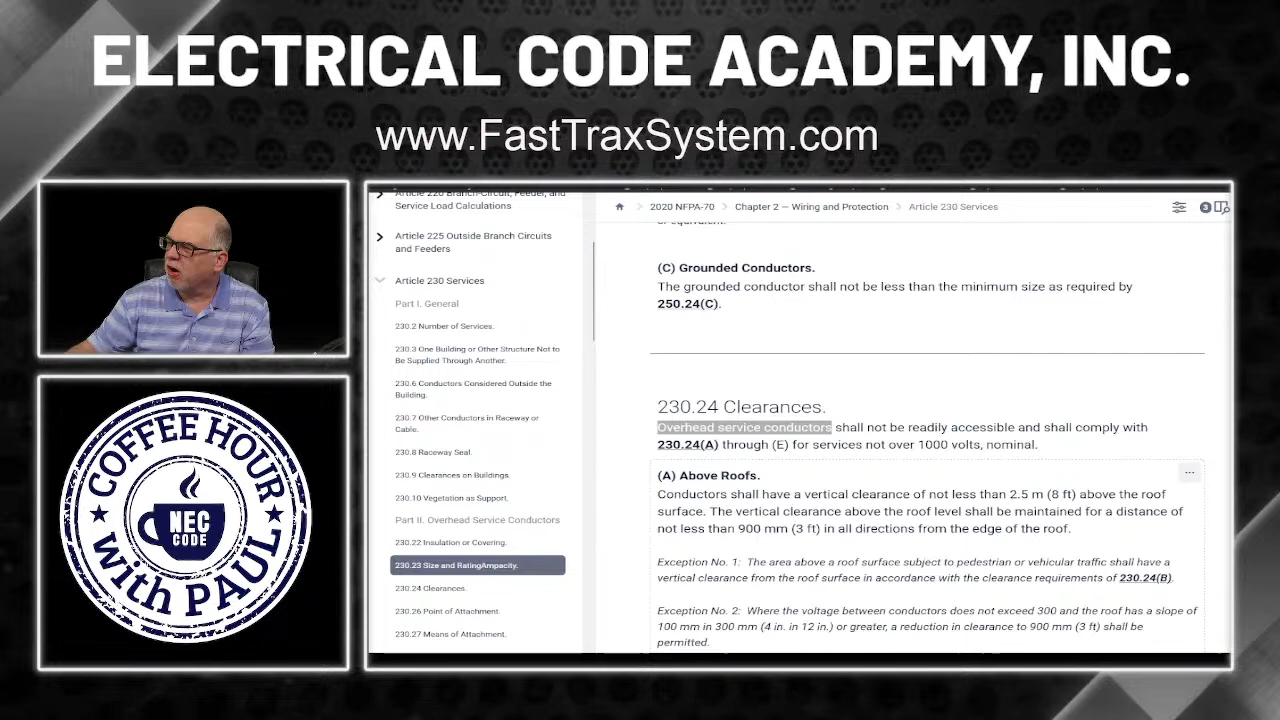 ELECTRICAL CODE ACADEMY, INC.
www.FastTraxSystem.com
COFFEE HOUR
NEC
CODE
with PAUL
Article 220 Branch-Circuit, Feeder, and
Service Load Calculations
Article 225 Outside Branch Circuits
and Feeders
Article 230 Services
Part I. General
230.2 Number of Services.
230.3 One Building or Other Structure Not to
Be Supplied Through Another.
230.6 Conductors Considered Outside the
Building.
230.7 Other Conductors in Raceway or
Cable.
230.8 Raceway Seal.
230.9 Clearances on Buildings.
230.10 Vegetation as Support.
Part II. Overhead Service Conductors
230.22 Insulation or Covering.
230.23 Size and RatingAmpacity.
230.24 Clearances.
230.26 Point of Attachment.
230.27 Means of Attachment.
2020 NFPA-70 > Chapter 2 — Wiring and Protection > Article 230 Services
3
or equivalent.
(C) Grounded Conductors.
The grounded conductor shall not be less than the minimum size as required by
250.24(C).
230.24 Clearances.
Overhead service conductors shall not be readily accessible and shall comply with
230.24(A) through (E) for services not over 1000 volts, nominal.
(A) Above Roofs.
Conductors shall have a vertical clearance of not less than 2.5 m (8 ft) above the roof
surface. The vertical clearance above the roof level shall be maintained for a distance of
not less than 900 mm (3 ft) in all directions from the edge of the roof.
Exception No. 1: The area above a roof surface subject to pedestrian or vehicular traffic shall have a
vertical clearance from the roof surface in accordance with the clearance requirements of 230.24(B).
Exception No. 2: Where the voltage between conductors does not exceed 300 and the roof has a slope of
100 mm in 300 mm (4 in. in 12 in.) or greater, a reduction in clearance to 900 mm (3 ft) shall be
permitted.